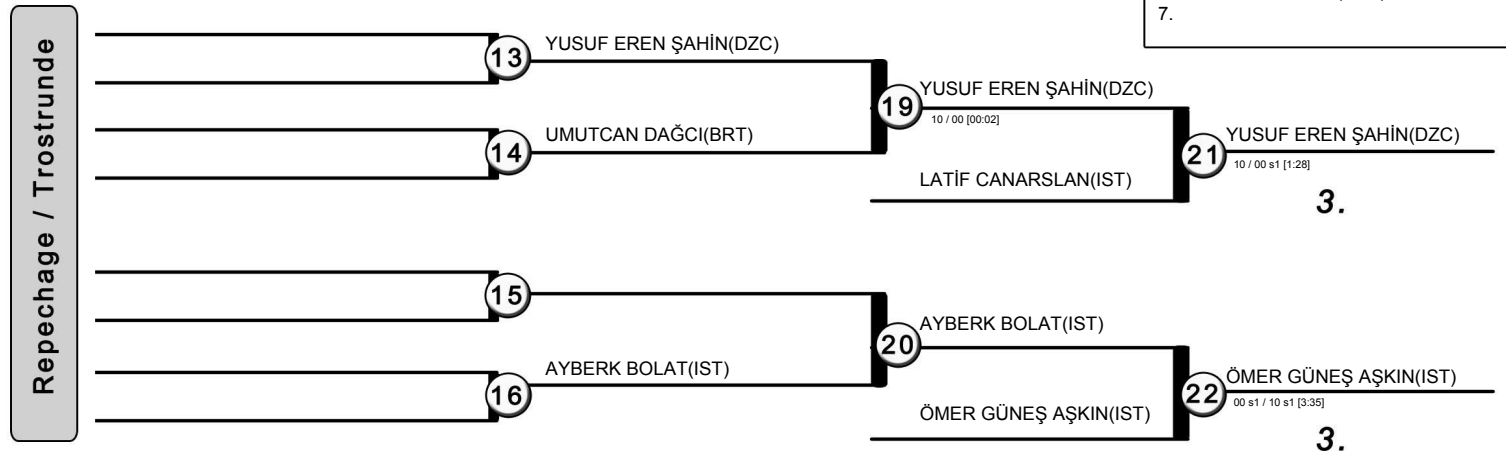 7.
Repechage / Trostrunde
13
YUSUF EREN ŞAHİN(DZC)
19
YUSUF EREN ŞAHİN(DZC)
10 / 00 [00:02]
14
UMUTCAN DAĞCI(BRT)
21
YUSUF EREN ŞAHİN(DZC)
10 / 00 s1 [1:28]
LATİF CANARSLAN(IST)
3.
15
20
AYBERK BOLAT(IST)
16
AYBERK BOLAT(IST)
22
ÖMER GÜNEŞ AŞKIN(IST)
00 s1 / 10 s1 [3:35]
ÖMER GÜNEŞ AŞKIN(IST)
3.